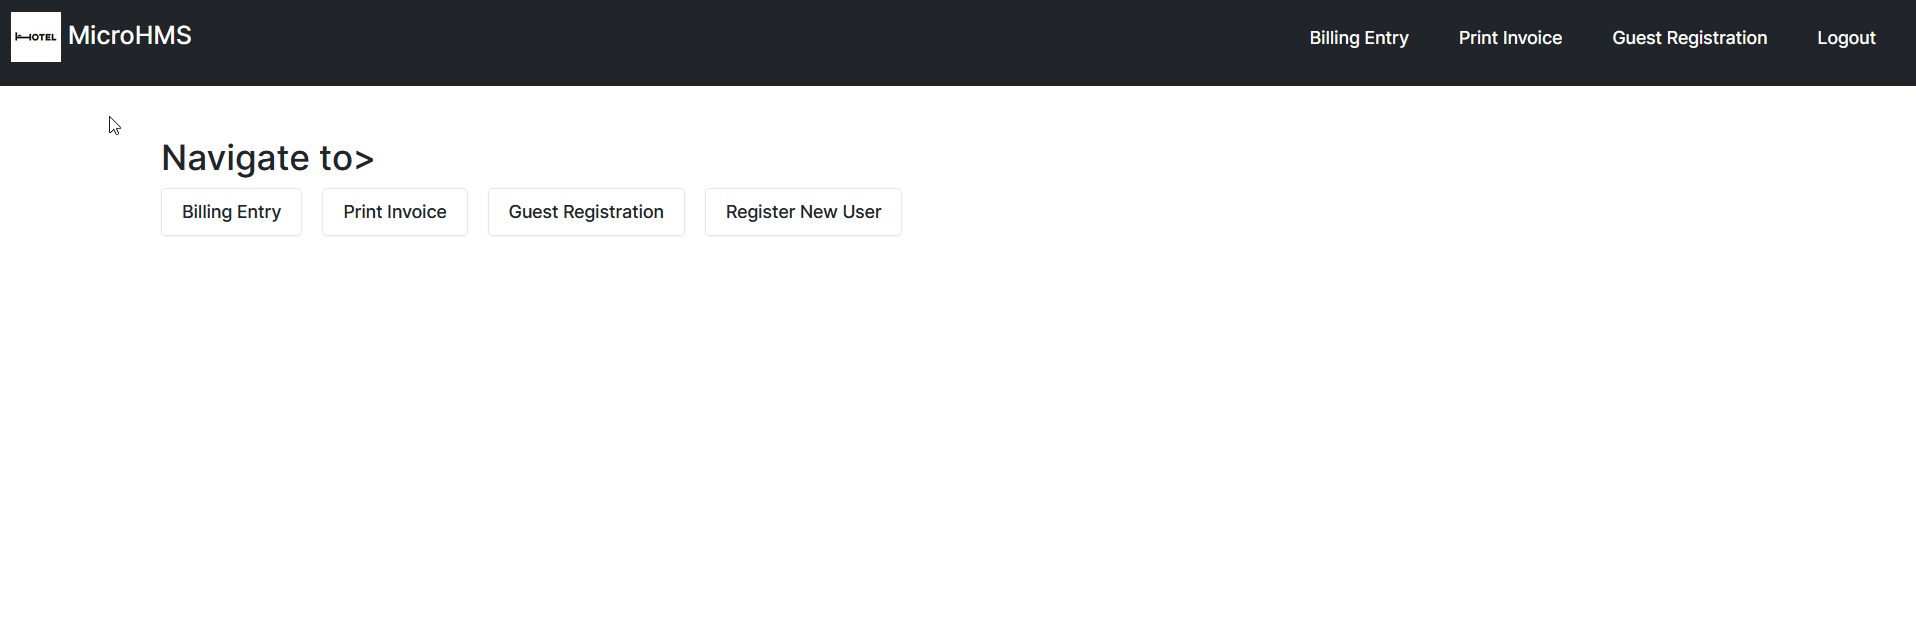 HOTEL MicroHMS Billing Entry Print Invoice Guest Registration Logout
Navigate to>
Billing Entry Print Invoice Guest Registration Register New User